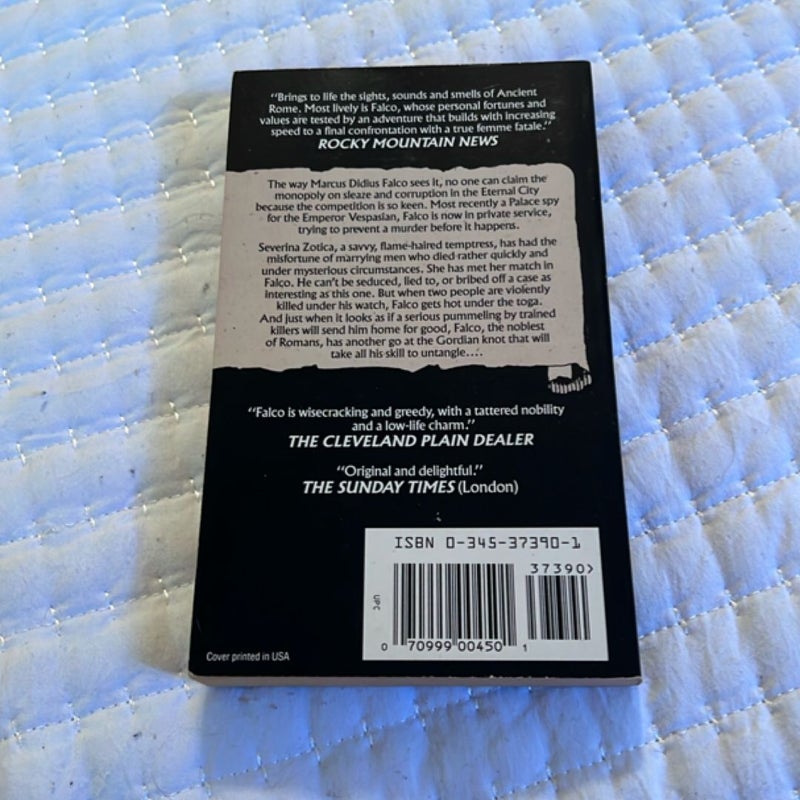 “Brings to life the sights, sounds and smells of Ancient
Rome. Most lively is Falco, whose personal fortunes and
values are tested by an adventure that builds with increasing
speed to a final confrontation with a true femme fatale.”
ROCKY MOUNTAIN NEWS
The way Marcus Didius Falco sees it, no one can claim the
monopoly on sleaze and corruption in the Eternal City
because the competition is so keen. Most recently a Palace spy
for the Emperor Vespasian, Falco is now in private service,
trying to prevent a murder before it happens.
Severina Zotica, a savvy, flame-haired temptress, has had the
misfortune of marrying men who died rather quickly and
under mysterious circumstances. She has met her match in
Falco. He can't be seduced, lied to, or bribed off a case as
interesting as this one. But when two people are violently
killed under his watch, Falco gets hot under the toga.
And just when it looks as if a serious pummeling by trained
killers will send him home for good, Falco, the noblest
of Romans, has another go at the Gordian knot that will
take all his skill to untangle....
“Falco is wisecracking and greedy, with a tattered nobility
and a low-life charm.”
THE CLEVELAND PLAIN DEALER
“Original and delightful.”
THE SUNDAY TIMES (London)
ISBN 0-345-37390-1
37390>
UPC
0 70999 00450 1
Cover printed in USA